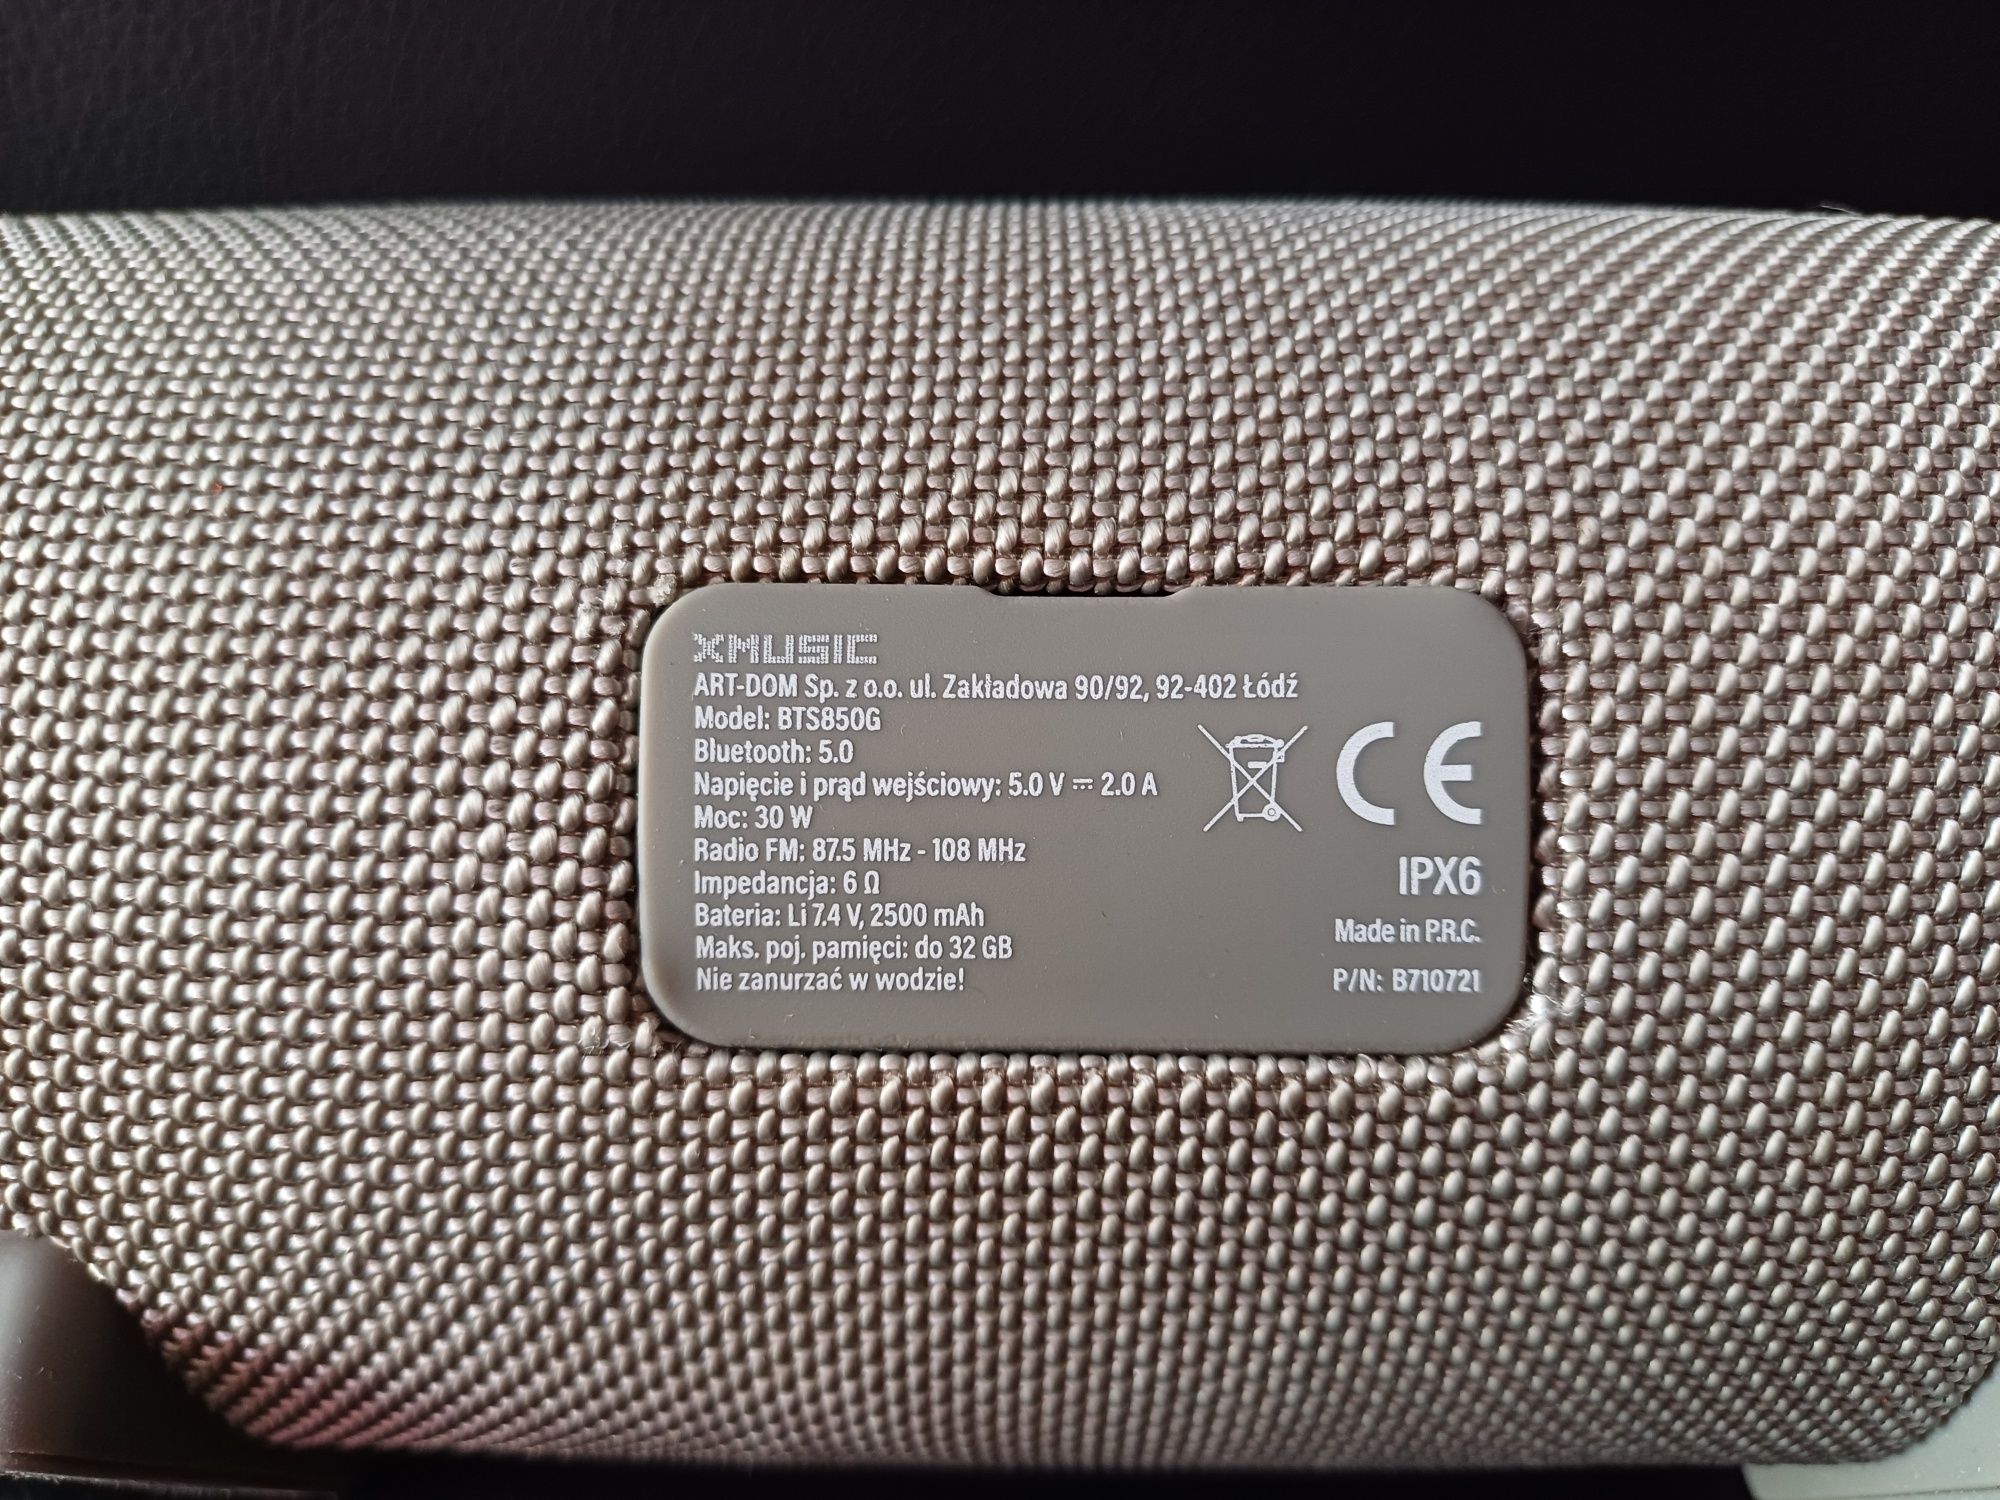 XMUSIC
ART-DOM Sp. z o.o. ul. Zakładowa 90/92, 92-402 Łódź
Model: BTS850G
Bluetooth: 5.0
Napięcie i prąd wejściowy: 5.0 V ⎓ 2.0 A
Moc: 30 W
Radio FM: 87.5 MHz - 108 MHz
Impedancja: 6 Ω
Bateria: Li 7.4 V, 2500 mAh
Maks. poj. pamięci: do 32 GB
Nie zanurzać w wodzie!
CE
IPX6
Made in P.R.C.
P/N: B710721